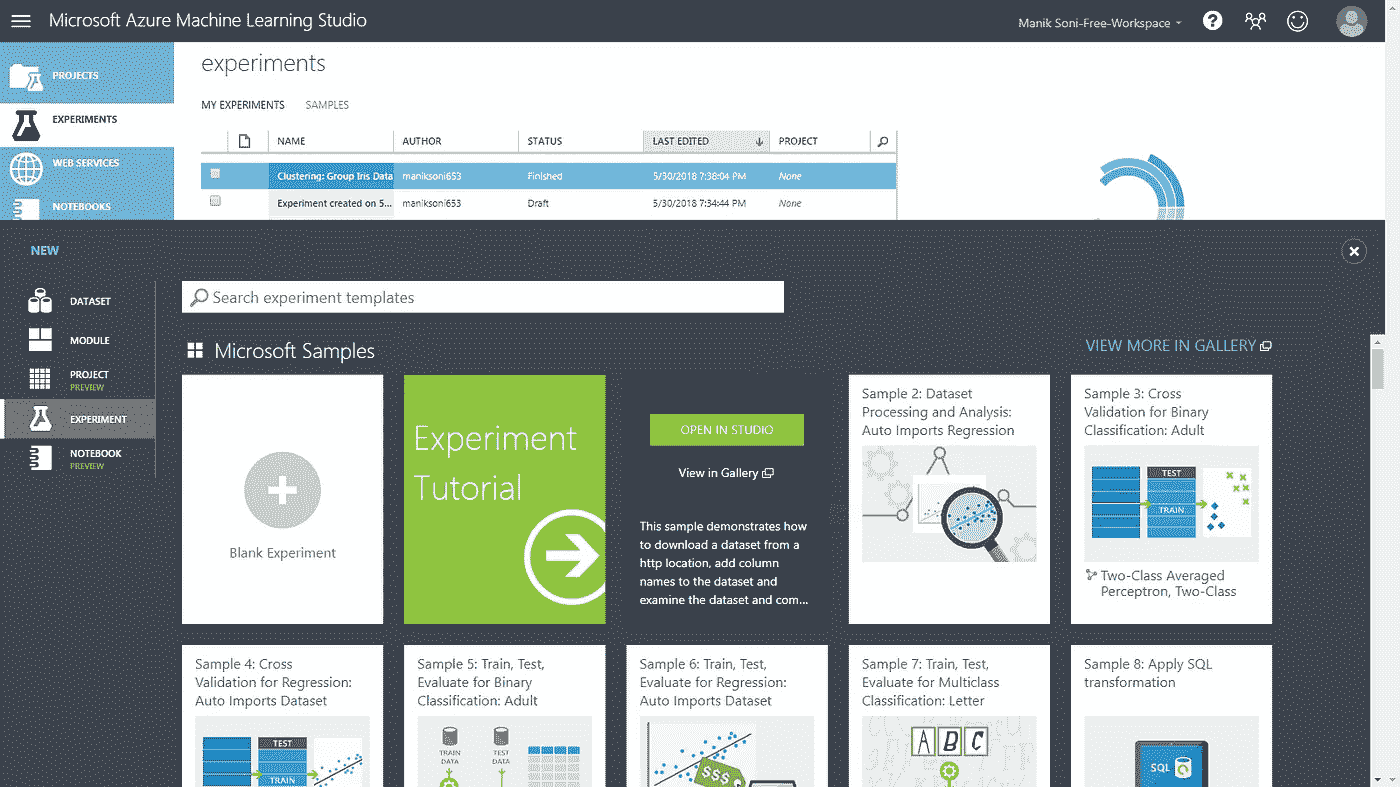 Microsoft Azure Machine Learning Studio
Manik Soni-Free-Workspace
?
PROJECTS
EXPERIMENTS
WEB SERVICES
NOTEBOOKS
experiments
MY EXPERIMENTS SAMPLES
NAME AUTHOR STATUS LAST EDITED PROJECT
Clustering: Group Iris Data maniksoni653 Finished 5/30/2018 7:38:04 PM None
Experiment created on 5... maniksoni653 Draft 5/30/2018 7:34:44 PM None
NEW
DATASET
MODULE
PROJECT
PREVIEW
EXPERIMENT
NOTEBOOK
PREVIEW
Search experiment templates
Microsoft Samples
VIEW MORE IN GALLERY
Blank Experiment
Experiment
Tutorial
OPEN IN STUDIO
View in Gallery
This sample demonstrates how
to download a dataset from a
http location, add column
names to the dataset and
examine the dataset and com...
Sample 2: Dataset
Processing and Analysis:
Auto Imports Regression
Sample 3: Cross
Validation for Binary
Classification: Adult
TEST
TRAIN
Two-Class Averaged
Perceptron, Two-Class
Sample 4: Cross
Validation for Regression:
Auto Imports Dataset
TEST
TRAIN
Sample 5: Train, Test,
Evaluate for Binary
Classification: Adult
TRAIN
DATA
TEST
DATA
Sample 6: Train, Test,
Evaluate for Regression:
Auto Imports Dataset
$$$
Sample 7: Train, Test,
Evaluate for Multiclass
Classification: Letter
ABC
Sample 8: Apply SQL
transformation
SQL